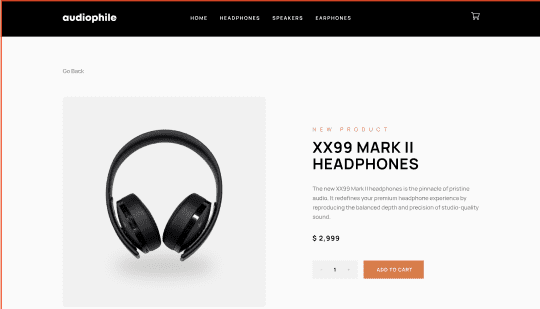 audiophile
HOME HEADPHONES SPEAKERS EARPHONES
Go Back
NEW PRODUCT
XX99 MARK II
HEADPHONES
The new XX99 Mark II headphones is the pinnacle of pristine
audio. It redefines your premium headphone experience by
reproducing the balanced depth and precision of studio-quality
sound.
$ 2,999
- 1 +
ADD TO CART